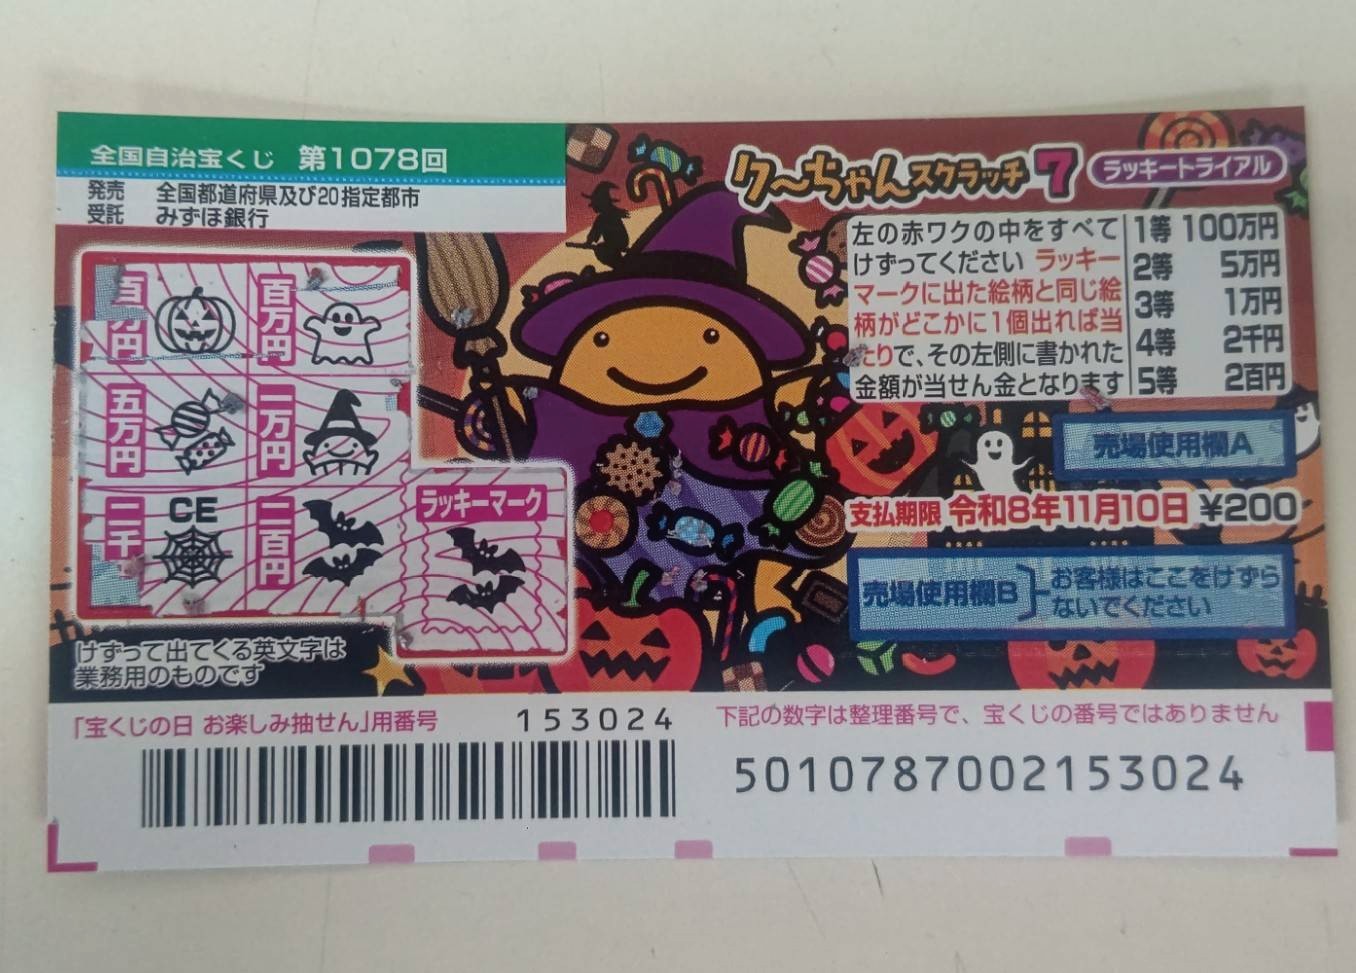 全国自治宝くじ 第1078回
発売 全国都道府県及び20指定都市
受託 みずほ銀行
ク〜ちゃんスクラッチ7 ラッキートライアル
左の赤ワクの中をすべて
けずってください ラッキー
マークに出た絵柄と同じ絵
柄がどこかに1個出れば当
たりで、その左側に書かれた
金額が当せん金となります
1等 100万円
2等 5万円
3等 1万円
4等 2千円
5等 2百円
百万円
百万円
五万円
一万円
二千
CE
二百円
ラッキーマーク
売場使用欄A
支払期限 令和8年11月10日 ¥200
売場使用欄B
お客様はここをけずら
ないでください
けずって出てくる英文字は
業務用のものです
「宝くじの日 お楽しみ抽せん」用番号 153024
下記の数字は整理番号で、宝くじの番号ではありません
5010787002153024